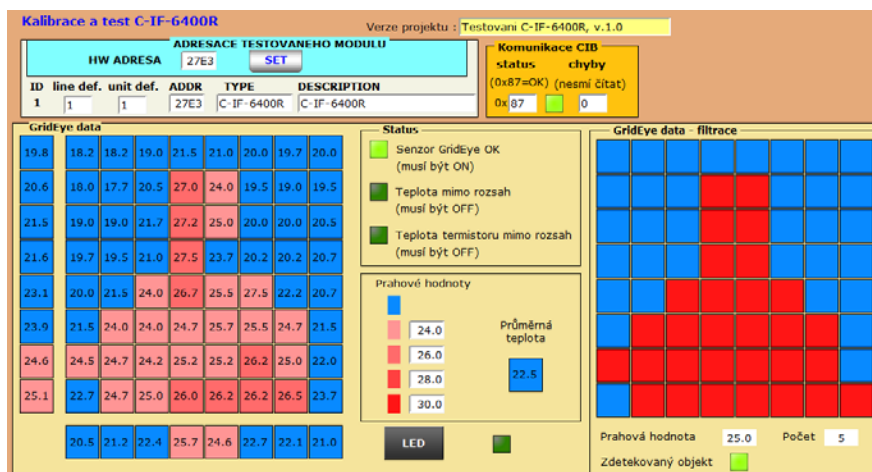 Kalibrace a test C-IF-6400R
Verze projektu : Testovani C-IF-6400R, v.1.0
ADRESACE TESTOVANEHO MODULU
HW ADRESA 27E3 SET
ID line def. unit def. ADDR TYPE DESCRIPTION
1 1 1 27E3 C-IF-6400R C-IF-6400R
Komunikace CIB
status chyby
(0x87=OK) (nesmí čítat)
0x 87 0
GridEye data
19.8 18.2 18.2 19.0 21.5 21.0 20.0 19.7 20.0
20.6 18.0 17.7 20.5 27.0 24.0 19.5 19.0 19.5
21.5 19.0 19.0 21.7 27.2 25.0 20.0 20.0 20.5
21.6 19.7 19.5 21.0 27.5 23.7 20.2 20.2 20.7
23.1 20.0 21.5 24.0 26.7 25.5 27.5 22.2 20.7
23.9 21.5 24.0 24.0 24.7 25.7 25.5 24.7 21.5
24.6 24.5 24.7 24.2 25.2 25.2 26.2 25.0 22.0
25.1 22.7 24.7 25.0 26.0 26.2 26.2 26.5 23.7
20.5 21.2 22.4 25.7 24.6 22.7 22.1 21.0
Status
Senzor GridEye OK
(musí být ON)
Teplota mimo rozsah
(musí být OFF)
Teplota termistoru mimo rozsah
(musí být OFF)
Prahové hodnoty
24.0
26.0
28.0
30.0
Průměrná
teplota
22.5
LED
GridEye data - filtrace
Prahová hodnota 25.0 Počet 5
Zdetekovaný objekt